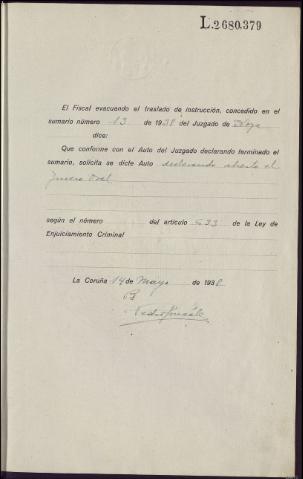 L.2680.379
El Fiscal evacuando el traslado de instrucción, concedido en el
sumario número 13 de 1938 del Juzgado de
dice:
Que conforme con el Auto del Juzgado declarando terminado el
sumario, solicita se dicte Auto declarando abierto el
juicio oral
según el número del artículo 633 de la Ley de
Enjuiciamiento Criminal
La Coruña 14 de Mayo de 1938